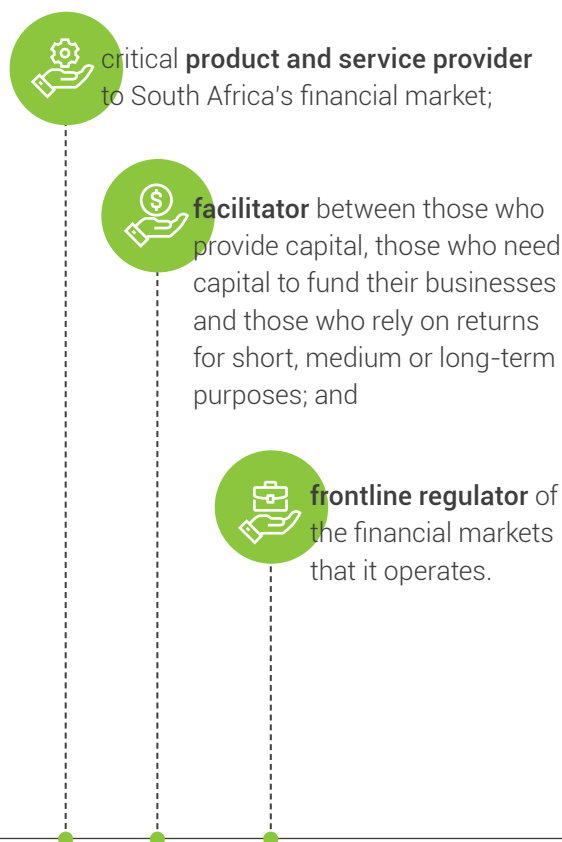 critical product and service provider
to South Africa's financial market;
facilitator between those who
provide capital, those who need
capital to fund their businesses
and those who rely on returns
for short, medium or long-term
purposes; and
frontline regulator of
the financial markets
that it operates.